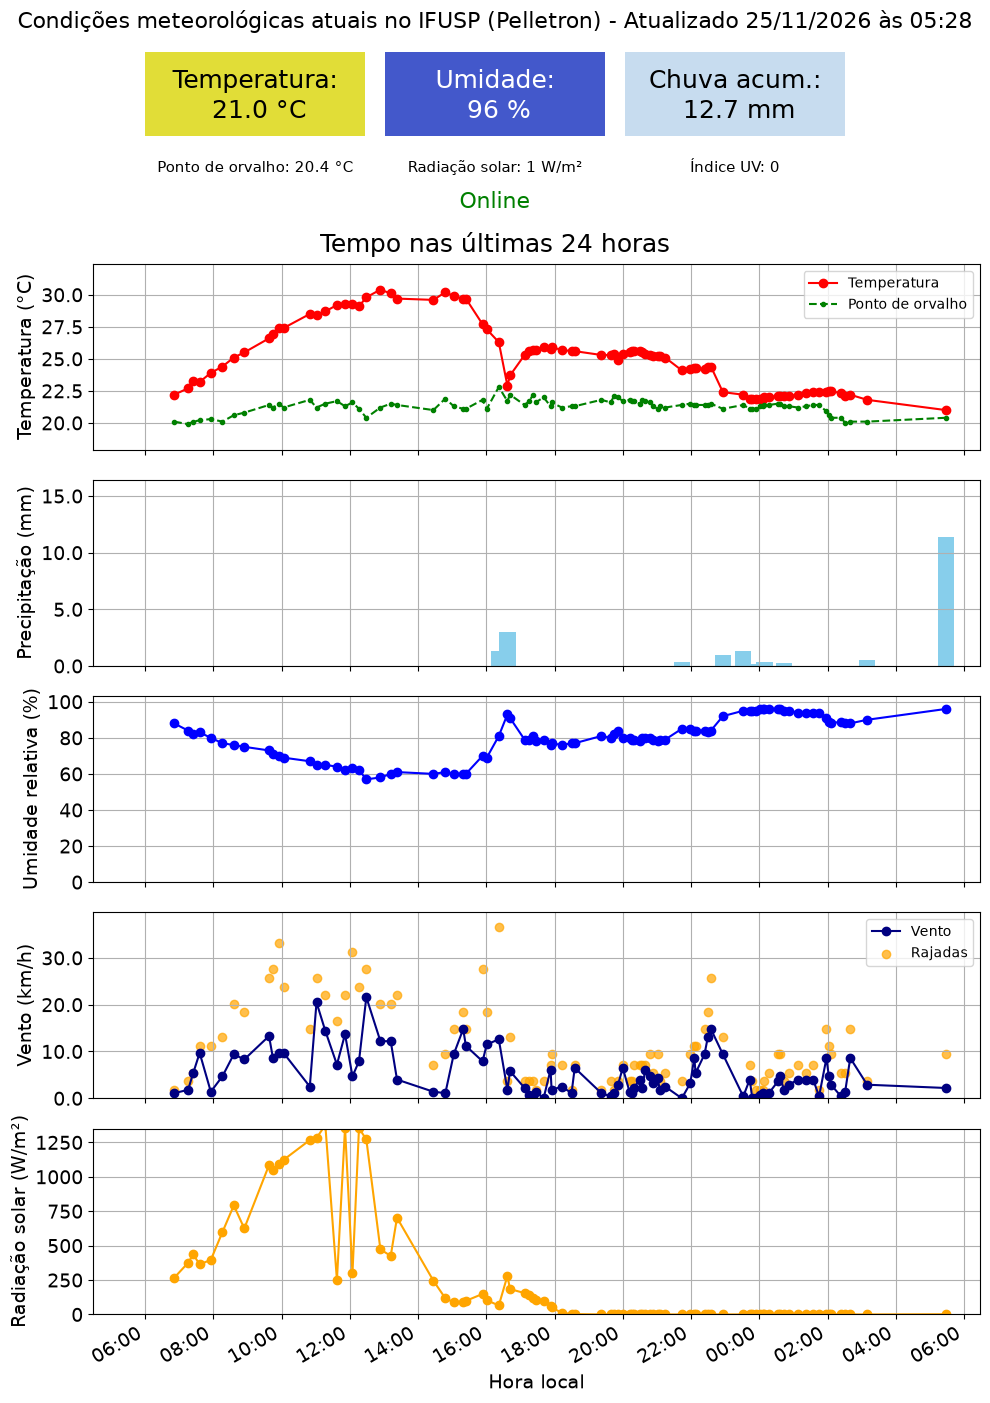 Condições meteorológicas atuais no IFUSP (Pelletron) - Atualizado 25/11/2026 às 05:28
Temperatura:
21.0 °C
Umidade:
96 %
Chuva acum.:
12.7 mm
Ponto de orvalho: 20.4 °C
Radiação solar: 1 W/m²
Índice UV: 0
Online
Tempo nas últimas 24 horas
Temperatura (°C)
30.0
27.5
25.0
22.5
20.0
Temperatura
Ponto de orvalho
Precipitação (mm)
15.0
10.0
5.0
0.0
Umidade relativa (%)
100
80
60
40
20
0
Vento (km/h)
30.0
20.0
10.0
0.0
Vento
Rajadas
Radiação solar (W/m²)
1250
1000
750
500
250
0
06:00
08:00
10:00
12:00
14:00
16:00
18:00
20:00
22:00
00:00
02:00
04:00
06:00
Hora local